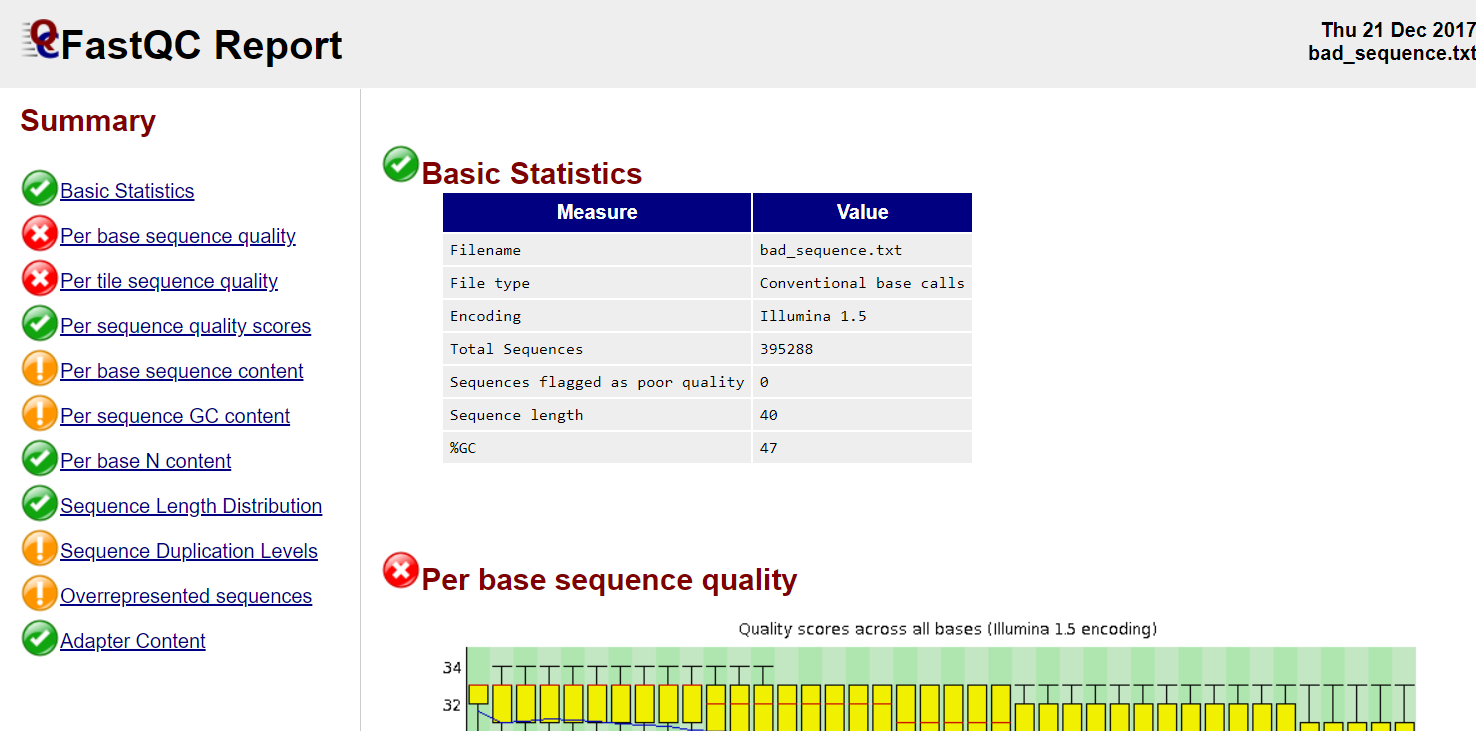 FastQC Report
Thu 21 Dec 2017
bad_sequence.txt
Summary
Basic Statistics
Per base sequence quality
Per tile sequence quality
Per sequence quality scores
Per base sequence content
Per sequence GC content
Per base N content
Sequence Length Distribution
Sequence Duplication Levels
Overrepresented sequences
Adapter Content
Basic Statistics
Measure Value
Filename bad_sequence.txt
File type Conventional base calls
Encoding Illumina 1.5
Total Sequences 395288
Sequences flagged as poor quality 0
Sequence length 40
%GC 47
Per base sequence quality
Quality scores across all bases (Illumina 1.5 encoding)
34
32